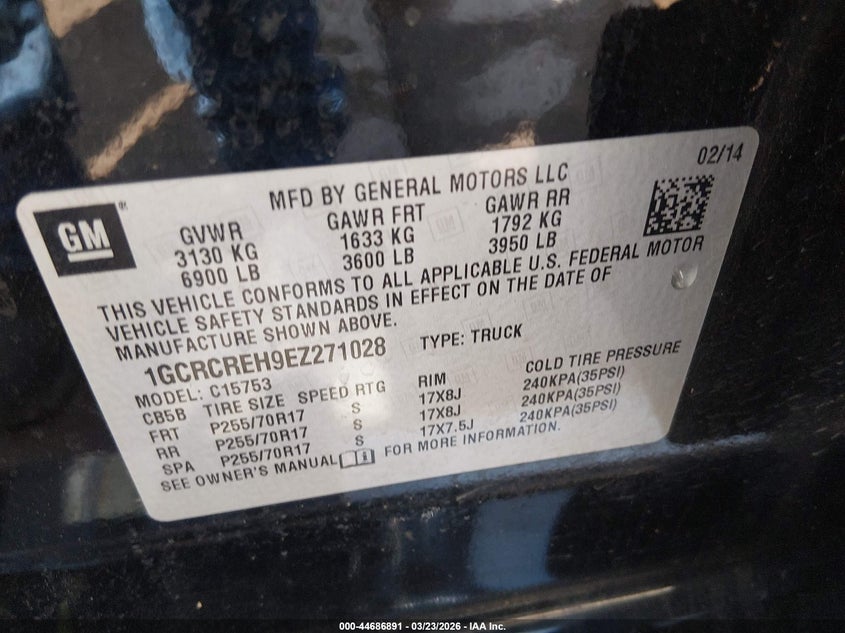 02/14
MFD BY GENERAL MOTORS LLC
GM
GVWR GAWR FRT GAWR RR
3130 KG 1633 KG 1792 KG
6900 LB 3600 LB 3950 LB
THIS VEHICLE CONFORMS TO ALL APPLICABLE U.S. FEDERAL MOTOR
VEHICLE SAFETY STANDARDS IN EFFECT ON THE DATE OF
MANUFACTURE SHOWN ABOVE.
1GCRCREH9EZ271028 TYPE: TRUCK
MODEL: C15753
CB5B TIRE SIZE SPEED RTG RIM COLD TIRE PRESSURE
FRT P255/70R17 S 17X8J 240KPA(35PSI)
RR P255/70R17 S 17X8J 240KPA(35PSI)
SPA P255/70R17 S 17X7.5J 240KPA(35PSI)
SEE OWNER'S MANUAL FOR MORE INFORMATION.
000-44686891 - 03/23/2026 - IAA Inc.